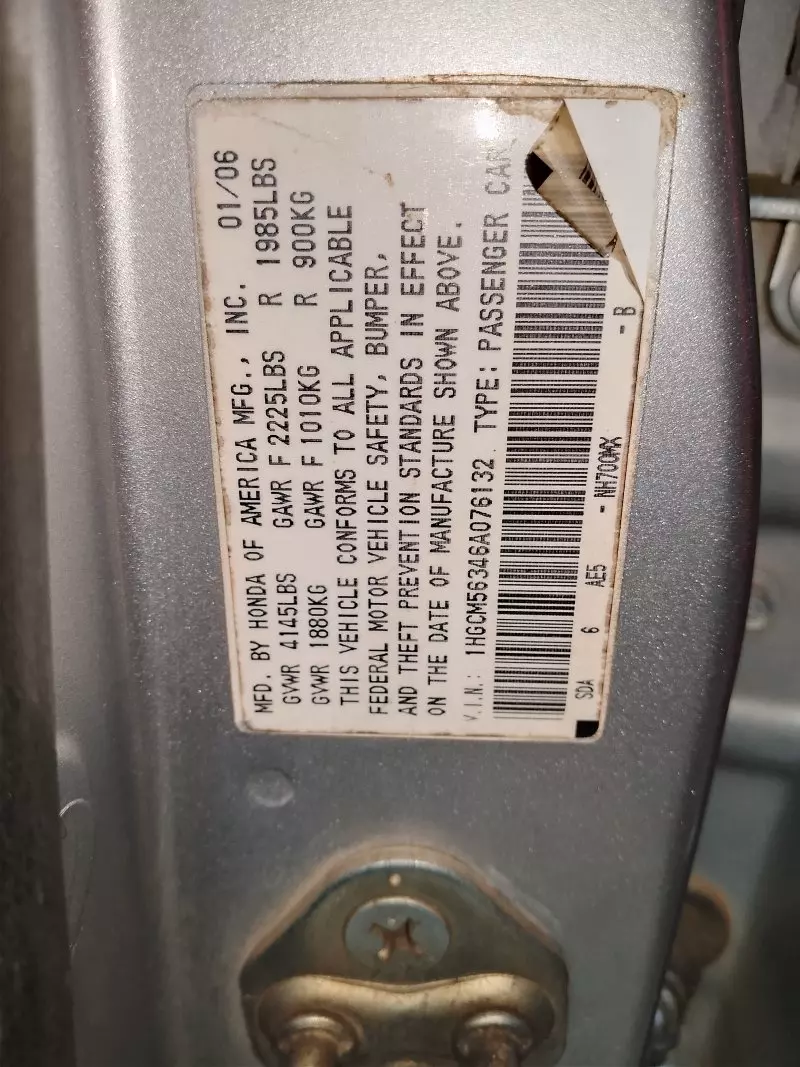 MFD. BY HONDA OF AMERICA MFG., INC. 01/06
GVWR 4145LBS GAWR F 2225LBS R 1985LBS
GVWR 1880KG GAWR F 1010KG R 900KG
THIS VEHICLE CONFORMS TO ALL APPLICABLE
FEDERAL MOTOR VEHICLE SAFETY, BUMPER,
AND THEFT PREVENTION STANDARDS IN EFFECT
ON THE DATE OF MANUFACTURE SHOWN ABOVE.
V.I.N.: 1HGCM56346A076132 TYPE: PASSENGER CAR
SDA 6 AE5 - NH700MX - B